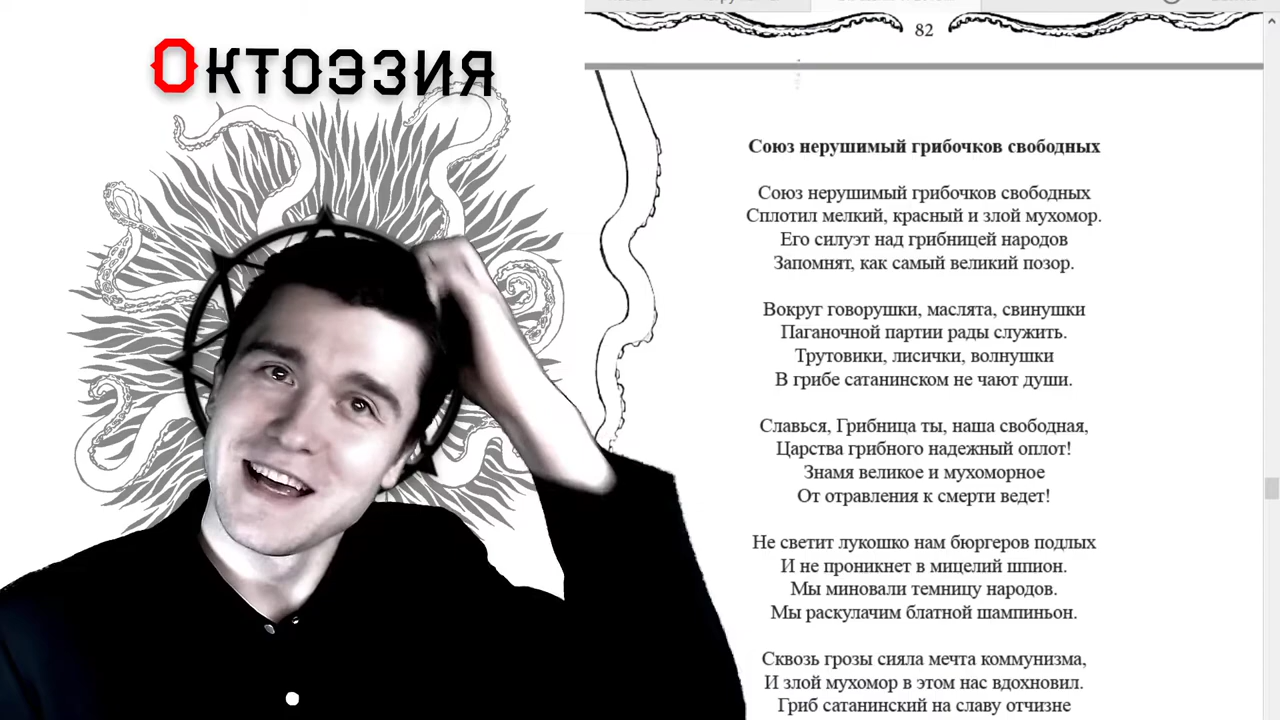 Октоэзия
82
Союз нерушимый грибочков свободных
Союз нерушимый грибочков свободных
Сплотил мелкий, красный и злой мухомор.
Его силуэт над грибницей народов
Запомнят, как самый великий позор.
Вокруг говорушки, маслята, свинушки
Паганочной партии рады служить.
Трутовики, лисички, волнушки
В грибе сатанинском не чают души.
Славься, Грибница ты, наша свободная,
Царства грибного надежный оплот!
Знамя великое и мухоморное
От отравления к смерти ведет!
Не светит лукошко нам бюргеров подлых
И не проникнет в мицелий шпион.
Мы миновали темницу народов.
Мы раскулачим блатной шампиньон.
Сквозь грозы сияла мечта коммунизма,
И злой мухомор в этом нас вдохновил.
Гриб сатанинский на славу отчизне